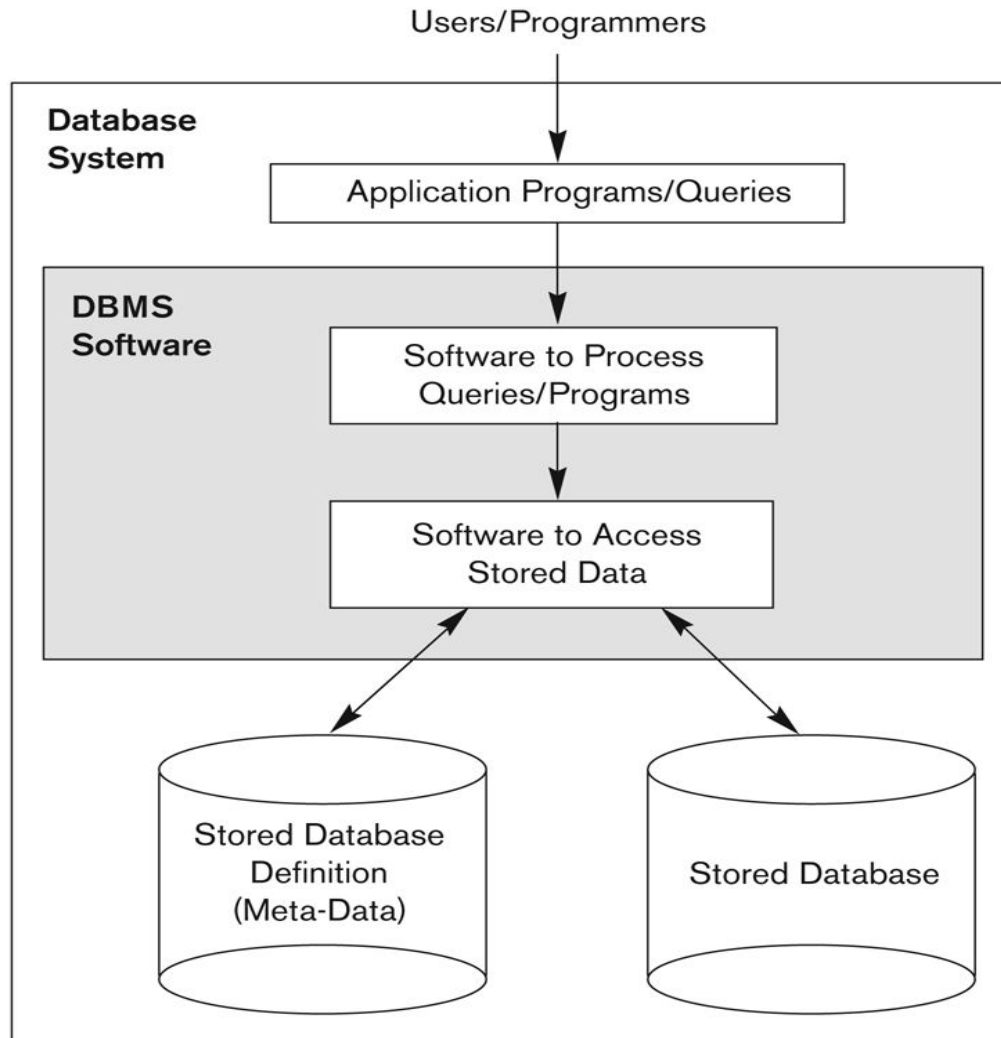 Users/Programmers
Database
System
Application Programs/Queries
DBMS
Software
Software to Process
Queries/Programs
Software to Access
Stored Data
Stored Database
Definition
(Meta-Data)
Stored Database